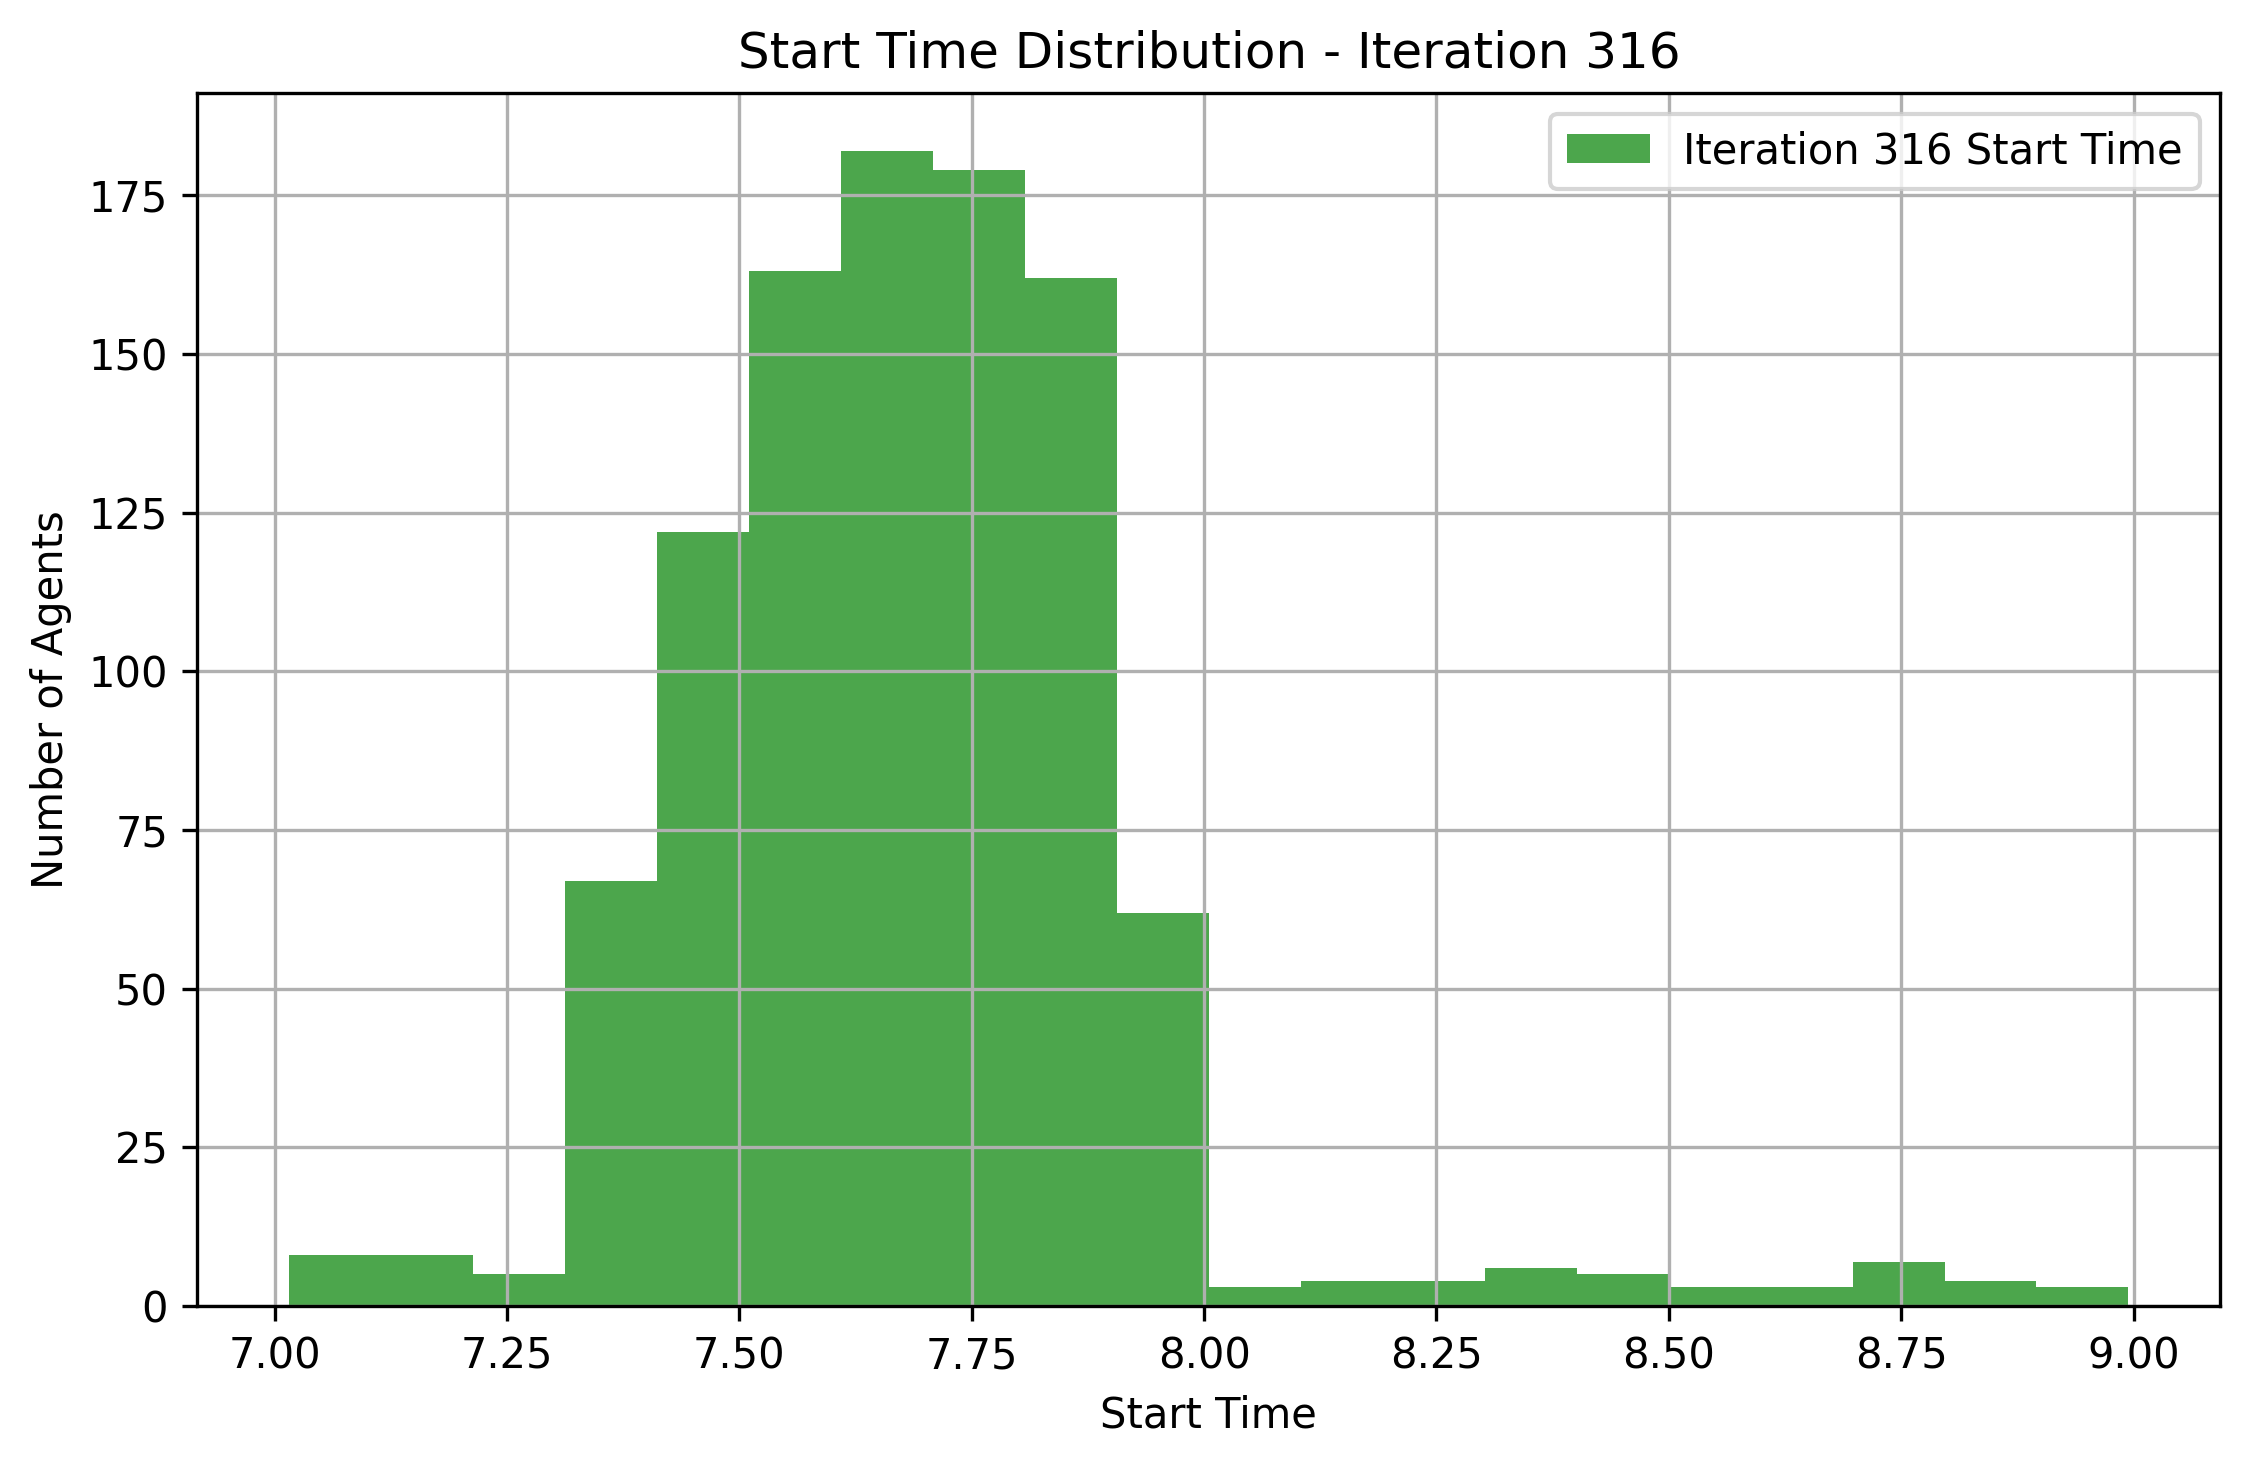 Start Time Distribution - Iteration 316
Iteration 316 Start Time
Number of Agents
175
150
125
100
75
50
25
0
7.00 7.25 7.50 7.75 8.00 8.25 8.50 8.75 9.00
Start Time